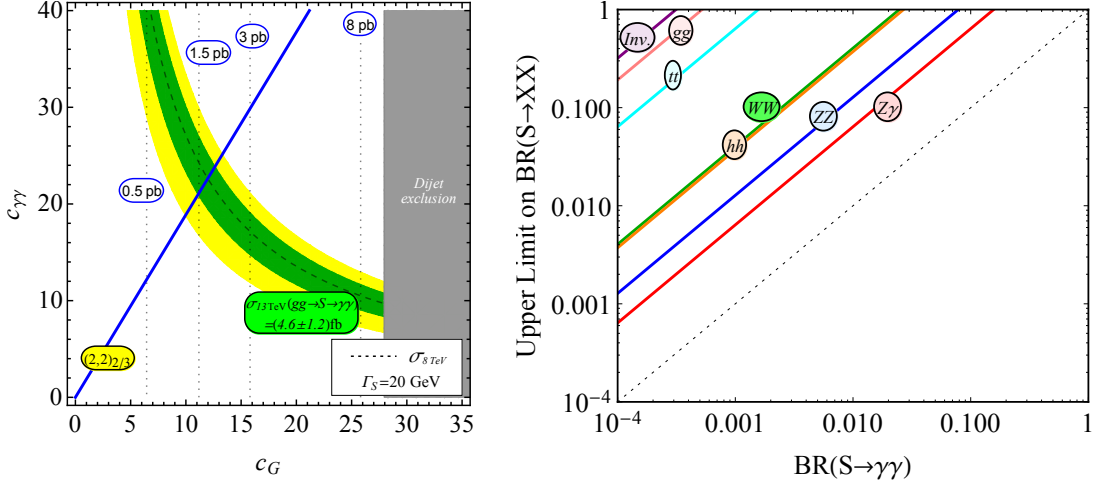 40
30
20
10
0
0
5
10
15
20
25
30
35
c_γγ
c_G
0.5 pb
1.5 pb
3 pb
8 pb
Dijet
exclusion
(2,2)_2/3
σ_13TeV(gg→S→γγ)
=(4.6±1.2)fb
σ_8 TeV
Γ_S=20 GeV
Upper Limit on BR(S→XX)
1
0.100
0.010
0.001
10^-4
10^-4
0.001
0.010
0.100
1
BR(S→γγ)
Inv.
gg
tt
WW
hh
ZZ
Zγ